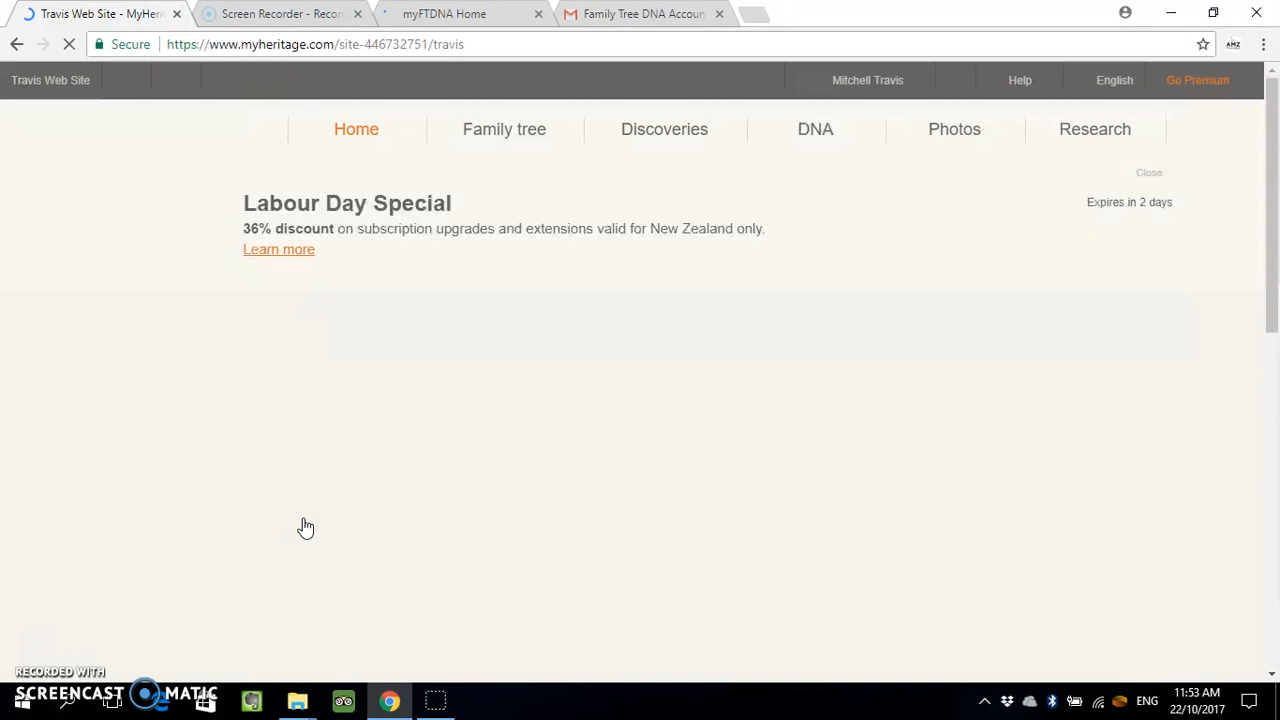 Travis Web Site - MyHeri
Screen Recorder - Recor
myFTDNA Home
Family Tree DNA Accoun
Secure
https://www.myheritage.com/site-446732751/travis
AMZ
Travis Web Site
Mitchell Travis
Help
English
Go Premium
Home
Family tree
Discoveries
DNA
Photos
Research
Close
Labour Day Special
Expires in 2 days
36% discount on subscription upgrades and extensions valid for New Zealand only.
Learn more
RECORDED WITH
SCREENCAST MATIC
ENG
11:53 AM
22/10/2017